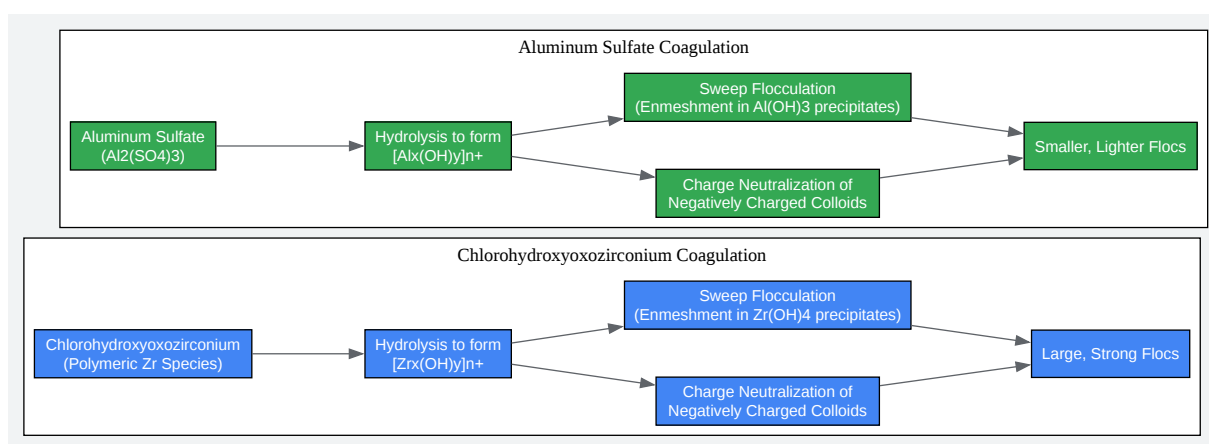 Aluminum Sulfate Coagulation
Aluminum Sulfate
(Al2(SO4)3)
Hydrolysis to form
[Alx(OH)y]n+
Sweep Flocculation
(Enmeshment in Al(OH)3 precipitates)
Charge Neutralization of
Negatively Charged Colloids
Smaller, Lighter Flocs
Chlorohydroxyoxozirconium Coagulation
Chlorohydroxyoxozirconium
(Polymeric Zr Species)
Hydrolysis to form
[Zrx(OH)y]n+
Sweep Flocculation
(Enmeshment in Zr(OH)4 precipitates)
Charge Neutralization of
Negatively Charged Colloids
Large, Strong Flocs